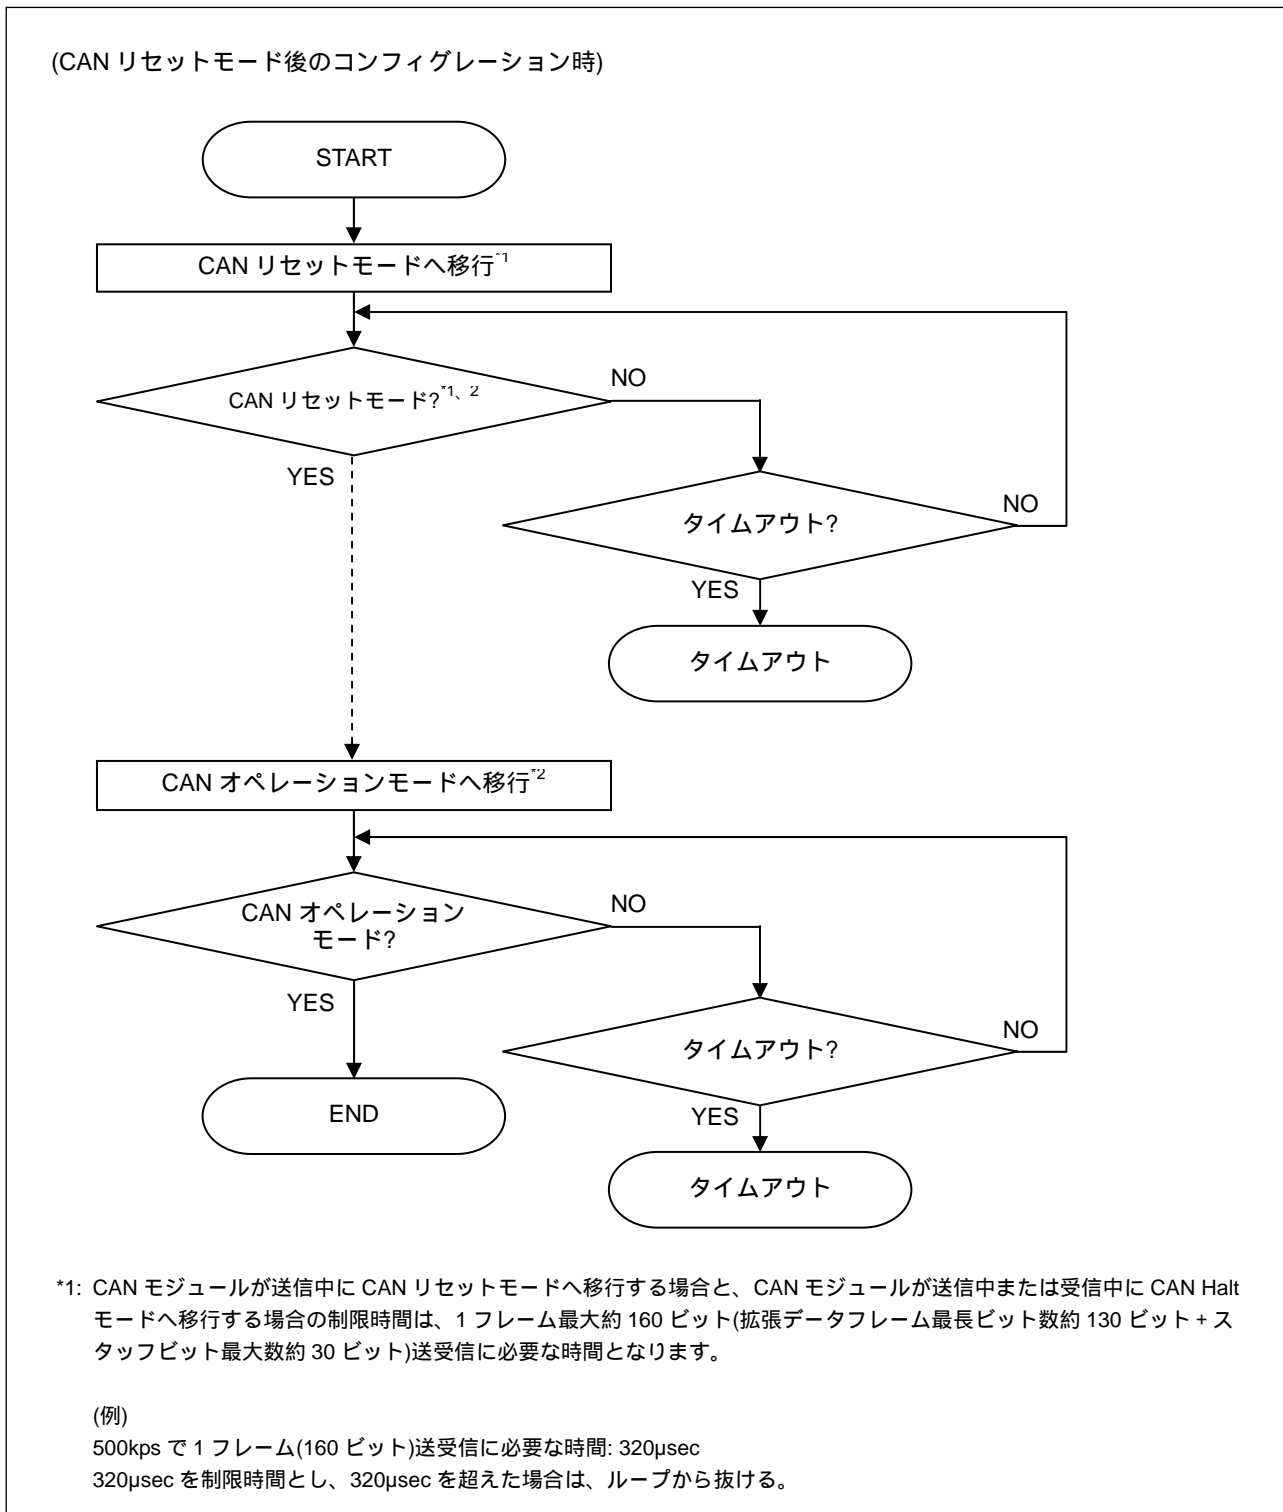 (CAN リセットモード後のコンフィグレーション時)
START
CAN リセットモードへ移行*1
CAN リセットモード?*1、2
NO
YES
タイムアウト?
NO
YES
タイムアウト
CAN オペレーションモードへ移行*2
CAN オペレーション
モード?
NO
YES
タイムアウト?
NO
YES
END
タイムアウト
*1: CAN モジュールが送信中に CAN リセットモードへ移行する場合と、CAN モジュールが送信中または受信中に CAN Halt
モードへ移行する場合の制限時間は、1 フレーム最大約 160 ビット(拡張データフレーム最長ビット数約 130 ビット + ス
タッフビット最大数約 30 ビット)送受信に必要な時間となります。
(例)
500kps で 1 フレーム(160 ビット)送受信に必要な時間: 320μsec
320μsec を制限時間とし、320μsec を超えた場合は、ループから抜ける。